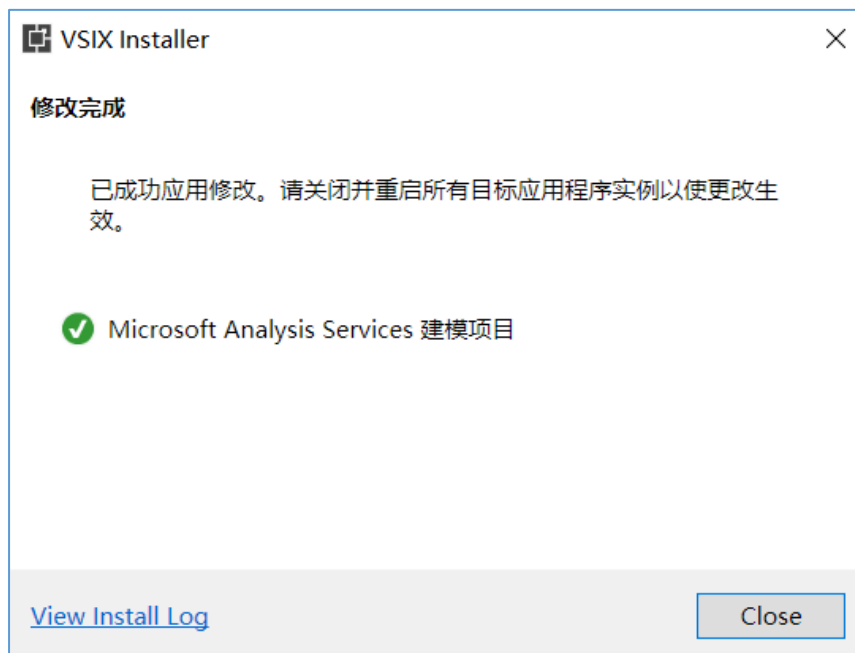 VSIX Installer
修改完成
已成功应用修改。请关闭并重启所有目标应用程序实例以使更改生
效。
Microsoft Analysis Services 建模项目
View Install Log
Close